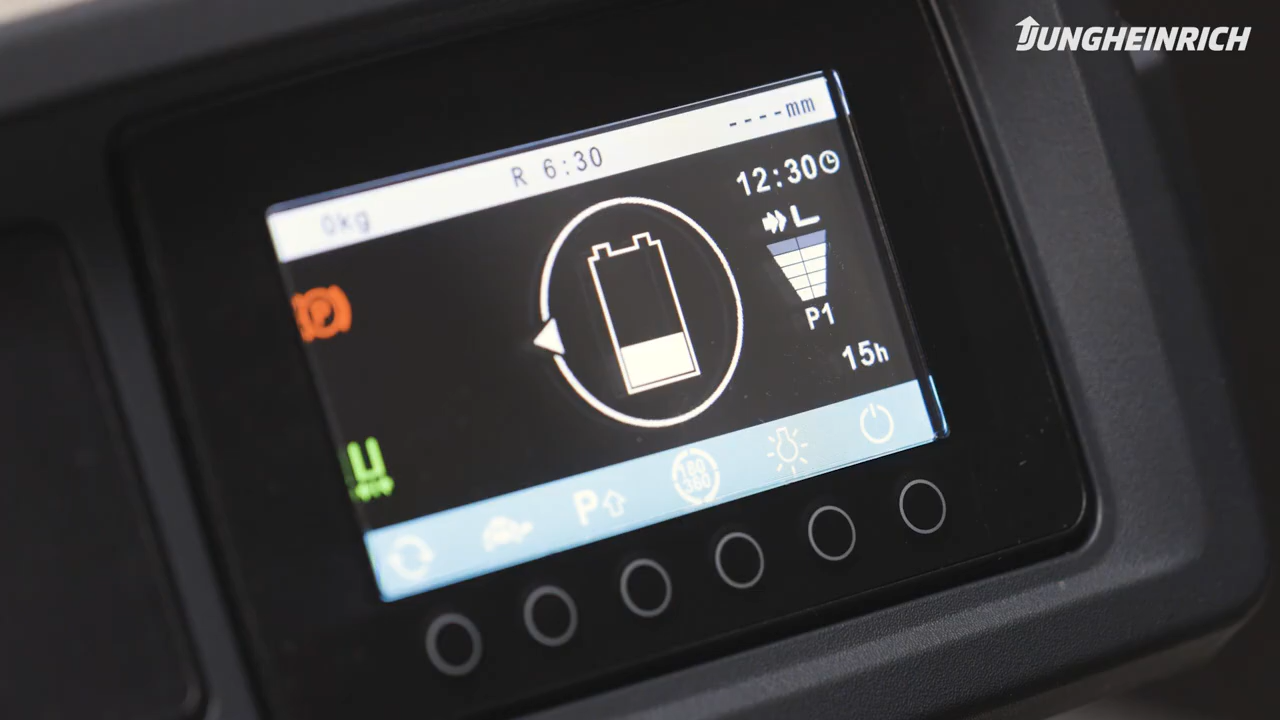 JUNGHEINRICH
----mm
R 6:30
0kg
12:30
P
P1
15h
P
180
360